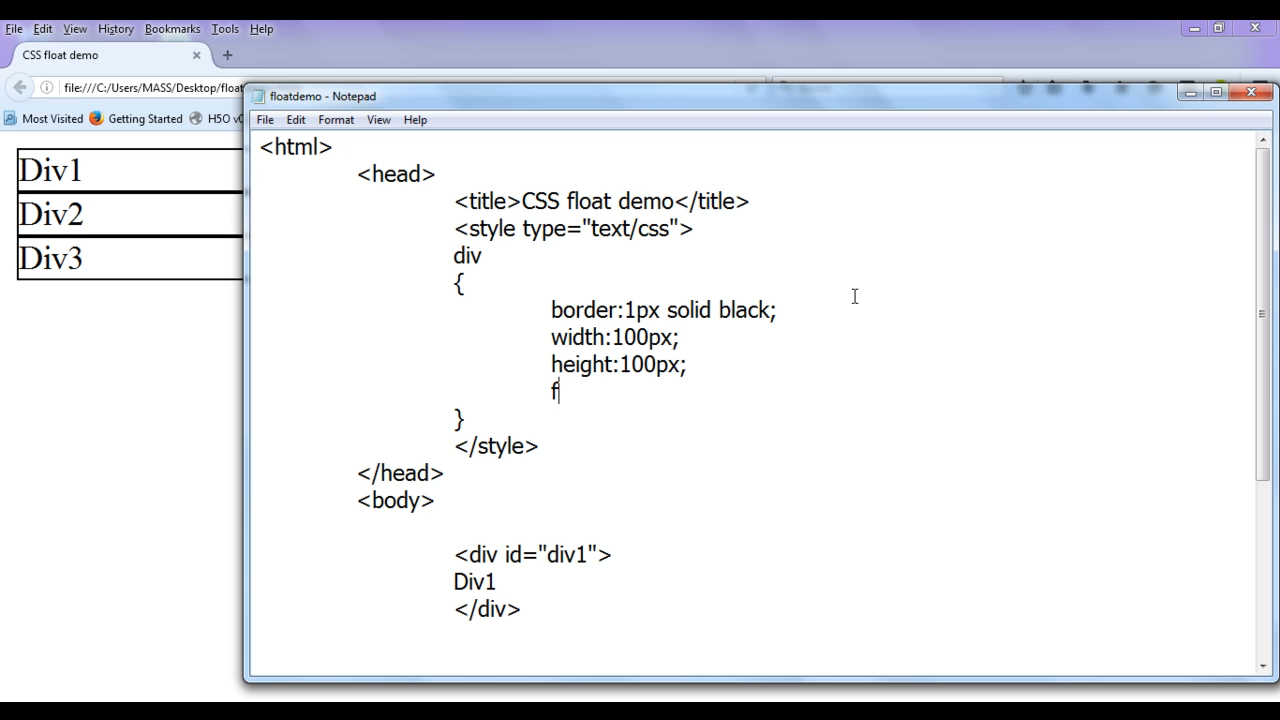 File Edit View History Bookmarks Tools Help
CSS float demo
file:///C:/Users/MASS/Desktop/float
floatdemo - Notepad
Most Visited Getting Started H5O
File Edit Format View Help
Div1
Div2
Div3
<html>
<head>
<title>CSS float demo</title>
<style type="text/css">
div
{
border:1px solid black;
width:100px;
height:100px;
f
}
</style>
</head>
<body>
<div id="div1">
Div1
</div>